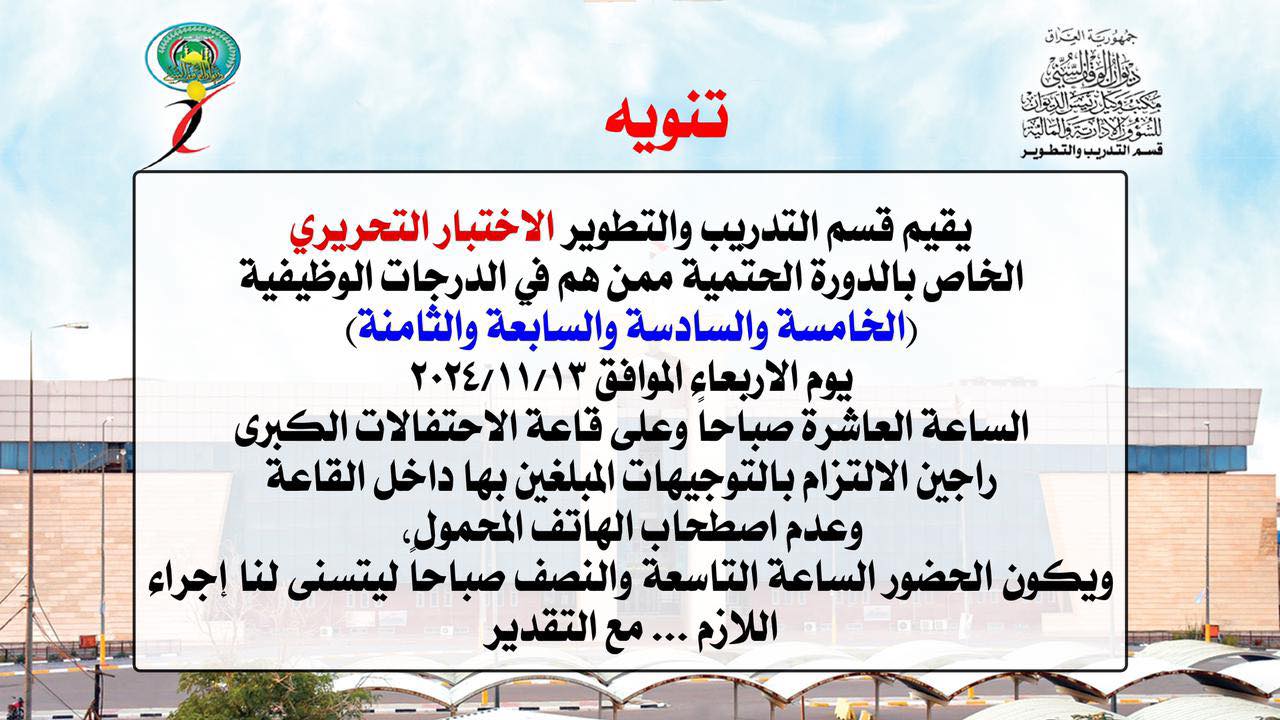 جمهورية العراق
ديوان الوقف السني
مكتب وكيل رئيس الديوان
للشؤون الادارية والمالية
قسم التدريب والتطوير
تنويه
يقيم قسم التدريب والتطوير الاختبار التحريري
الخاص بالدورة الحتمية ممن هم في الدرجات الوظيفية
(الخامسة والسادسة والسابعة والثامنة)
يوم الاربعاء الموافق ٢٠٢٤/١١/١٣
الساعة العاشرة صباحاً وعلى قاعة الاحتفالات الكبرى
راجين الالتزام بالتوجيهات المبلغين بها داخل القاعة
وعدم اصطحاب الهاتف المحمول،
ويكون الحضور الساعة التاسعة والنصف صباحاً ليتسنى لنا إجراء
اللازم ... مع التقدير